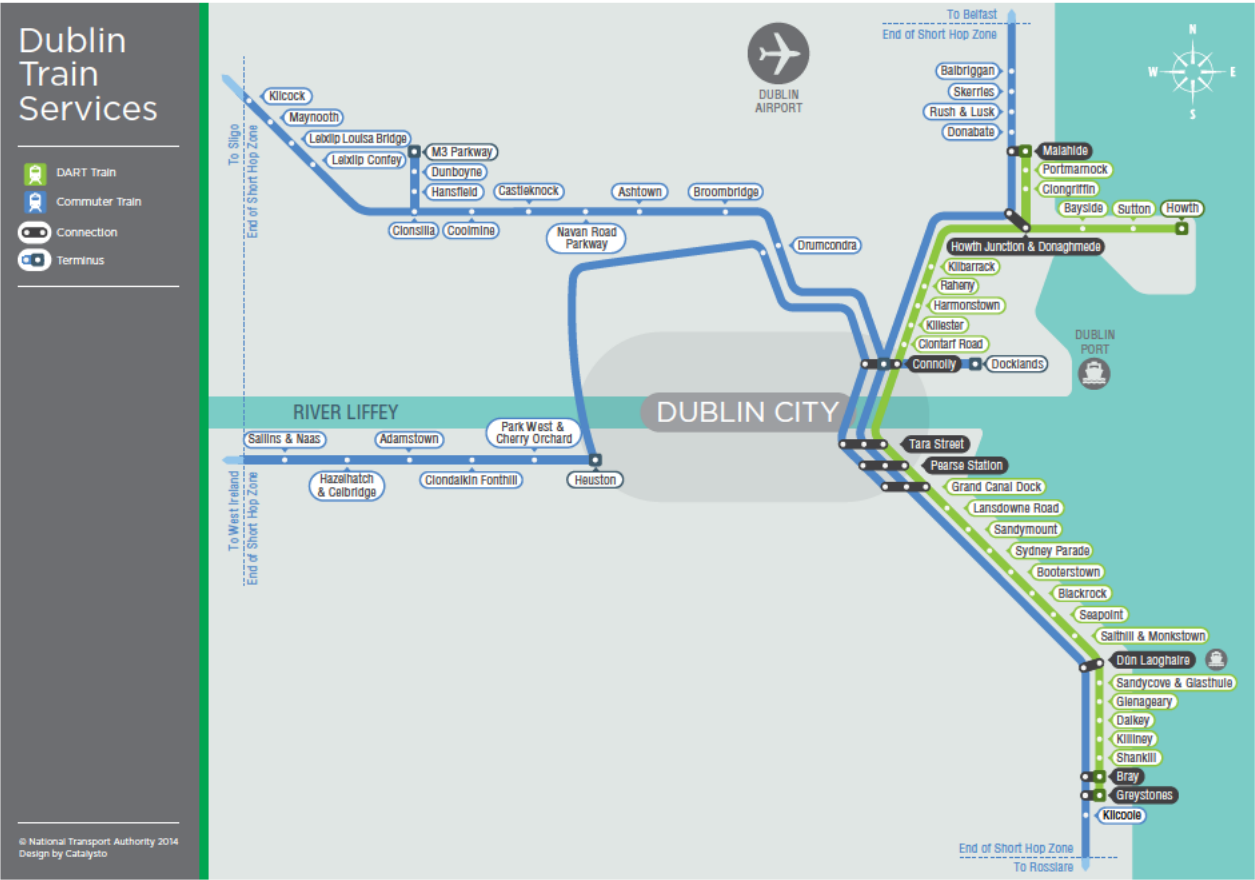 Dublin
Train
Services
DART Train
Commuter Train
Connection
Terminus
© National Transport Authority 2014
Design by Catalysto
To Belfast
End of Short Hop Zone
DUBLIN
AIRPORT
N
W
E
S
Balbriggan
Skerries
Rush & Lusk
Donabate
Malahide
Portmarnock
Clongriffin
Bayside
Sutton
Howth
Howth Junction & Donaghmede
Kilbarrack
Raheny
Harmonstown
Killester
Clontarf Road
Connolly
Docklands
DUBLIN
PORT
To Sligo
End of Short Hop Zone
Kilcock
Maynooth
Leixlip Louisa Bridge
Leixlip Confey
M3 Parkway
Dunboyne
Hansfield
Clonsilla
Coolmine
Castleknock
Navan Road
Parkway
Ashtown
Broombridge
Drumcondra
RIVER LIFFEY
DUBLIN CITY
To West Ireland
End of Short Hop Zone
Sallins & Naas
Hazelhatch
& Celbridge
Adamstown
Clondalkin Fonthill
Park West &
Cherry Orchard
Heuston
Tara Street
Pearse Station
Grand Canal Dock
Lansdowne Road
Sandymount
Sydney Parade
Booterstown
Blackrock
Seapoint
Salthill & Monkstown
Dún Laoghaire
Sandycove & Glasthule
Glenageary
Dalkey
Killiney
Shankill
Bray
Greystones
Kilcoole
End of Short Hop Zone
To Rosslare